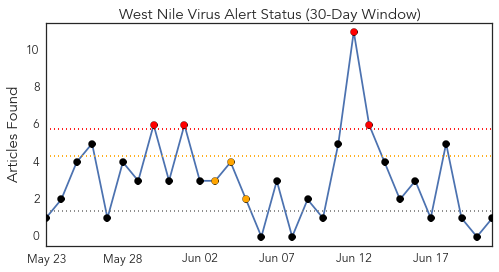 West Nile Virus Alert Status (30-Day Window)
Articles Found
10
8
6
4
2
0
May 23 May 28 Jun 02 Jun 07 Jun 12 Jun 17